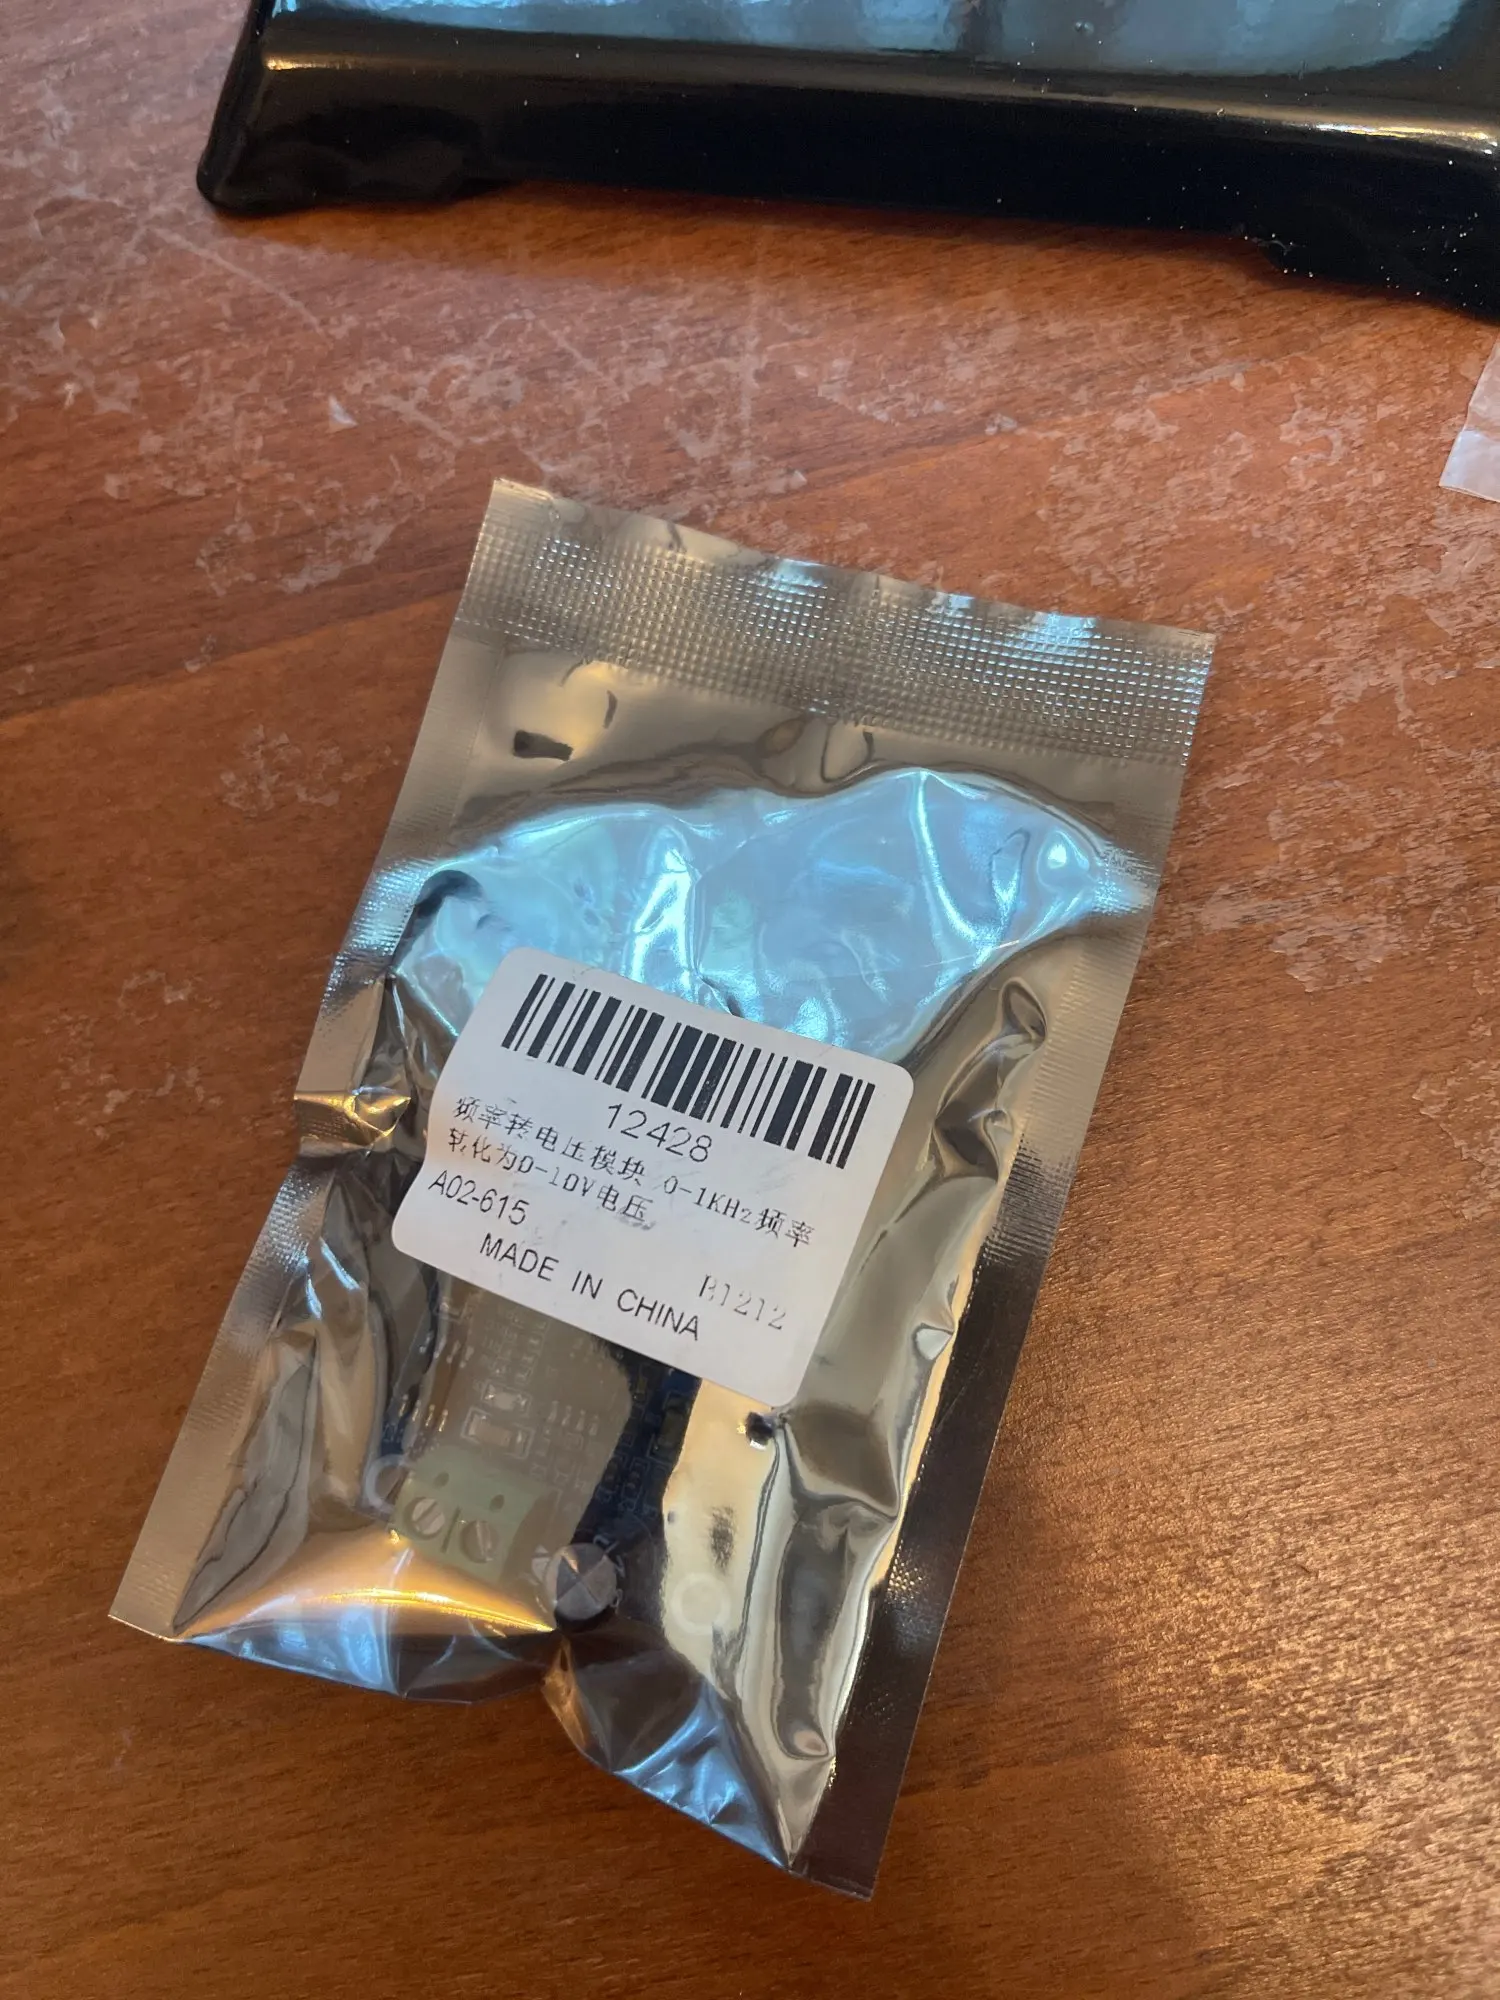 12428
频率转电压模块 0-1KHz频率
转化为0-10V电压
A02-615
B1212
MADE IN CHINA